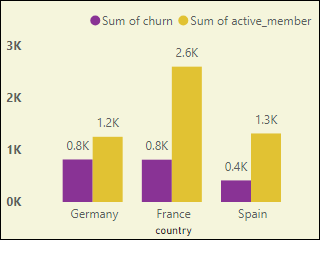 Sum of churn Sum of active_member
3K
2K
1K
0K
0.8K
1.2K
0.8K
2.6K
0.4K
1.3K
Germany France Spain
country